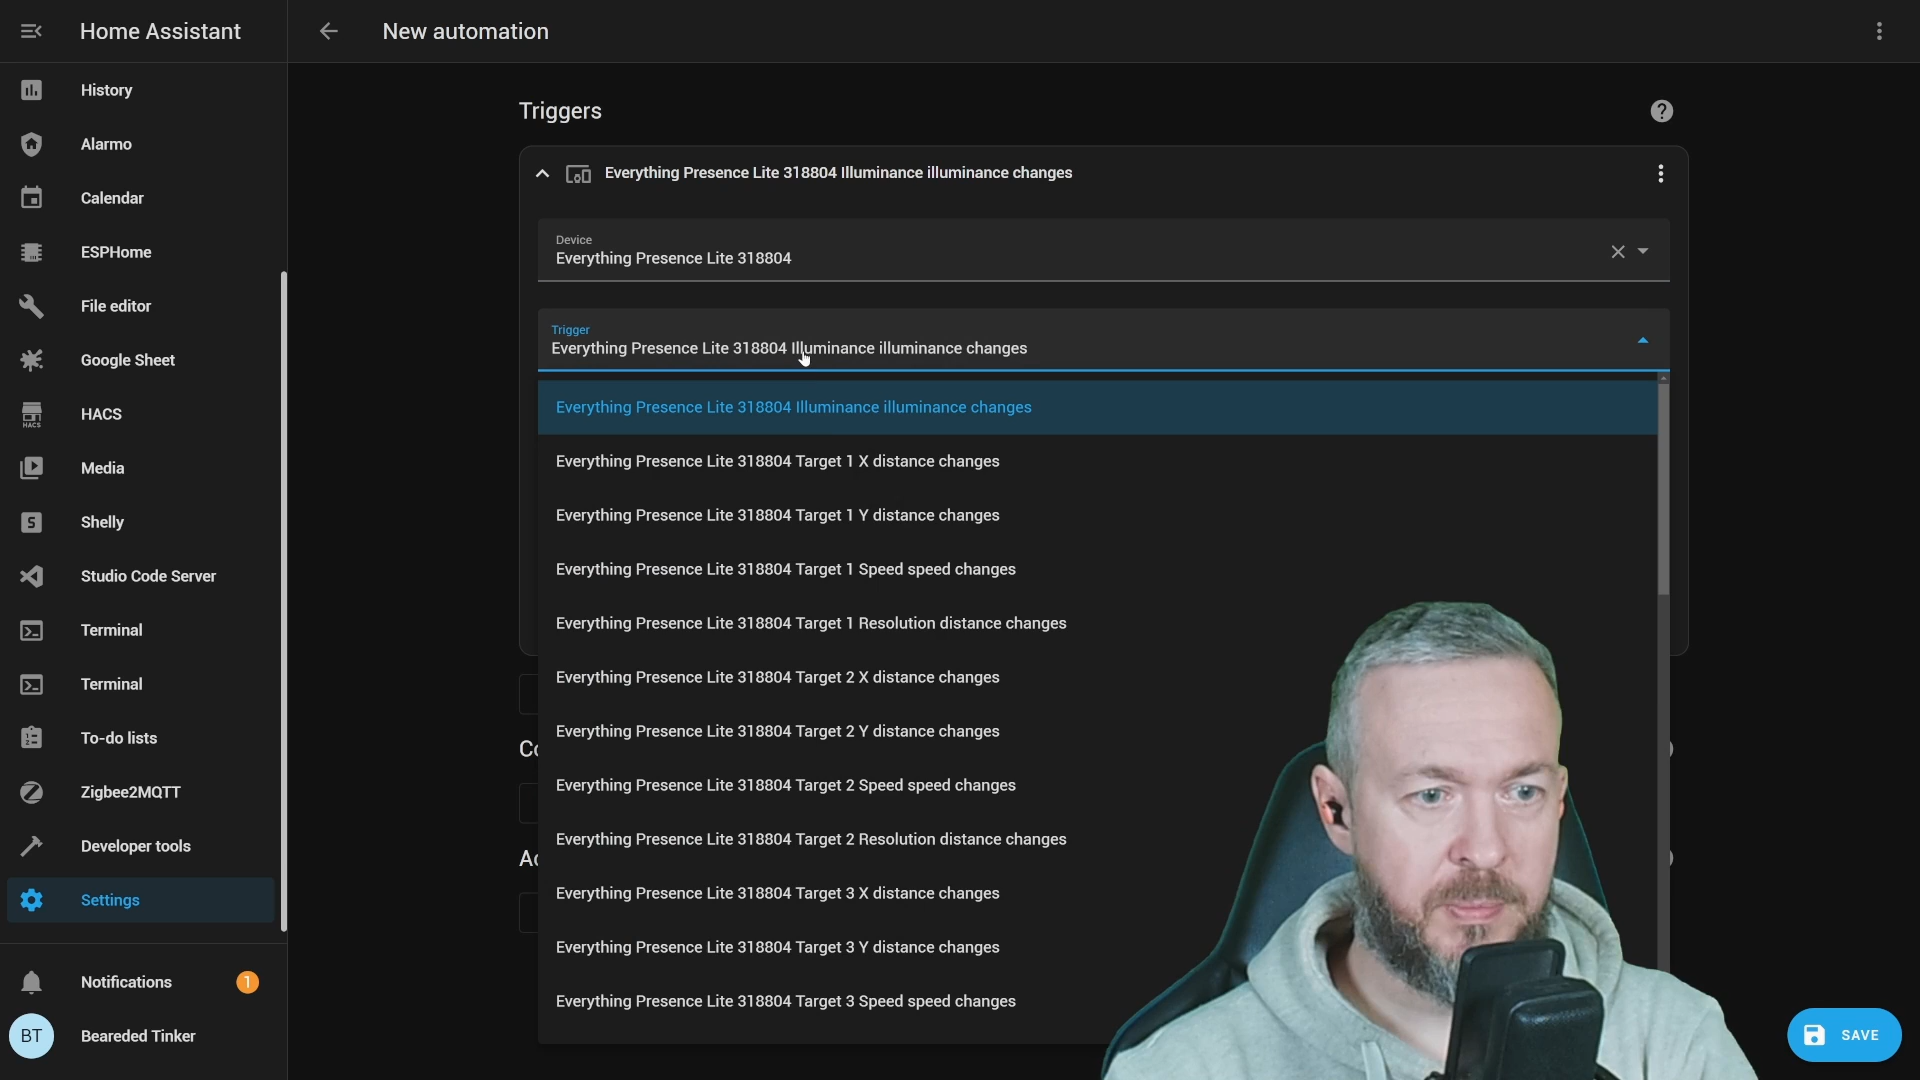 Home Assistant
New automation
History
Alarmo
Calendar
ESPHome
File editor
Google Sheet
HACS
HACS
Media
Shelly
S
Studio Code Server
Terminal
Terminal
To-do lists
Zigbee2MQTT
Developer tools
Settings
Notifications
1
BT
Bearded Tinker
Triggers
?
Everything Presence Lite 318804 Illuminance illuminance changes
Device
Everything Presence Lite 318804
Trigger
Everything Presence Lite 318804 Illuminance illuminance changes
Everything Presence Lite 318804 Illuminance illuminance changes
Everything Presence Lite 318804 Target 1 X distance changes
Everything Presence Lite 318804 Target 1 Y distance changes
Everything Presence Lite 318804 Target 1 Speed speed changes
Everything Presence Lite 318804 Target 1 Resolution distance changes
Everything Presence Lite 318804 Target 2 X distance changes
Everything Presence Lite 318804 Target 2 Y distance changes
Everything Presence Lite 318804 Target 2 Speed speed changes
Everything Presence Lite 318804 Target 2 Resolution distance changes
Everything Presence Lite 318804 Target 3 X distance changes
Everything Presence Lite 318804 Target 3 Y distance changes
Everything Presence Lite 318804 Target 3 Speed speed changes
SAVE